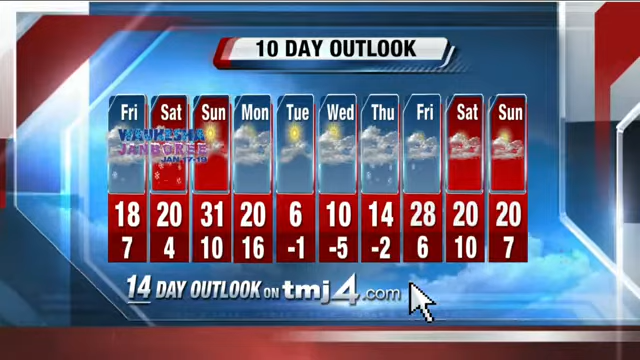 10 DAY OUTLOOK
Fri Sat Sun Mon Tue Wed Thu Fri Sat Sun
WAUKESHA
JANBOREE
JAN 17-19
18 20 31 20 6 10 14 28 20 20
7 4 10 16 -1 -5 -2 6 10 7
14 DAY OUTLOOK ON tmj4.com